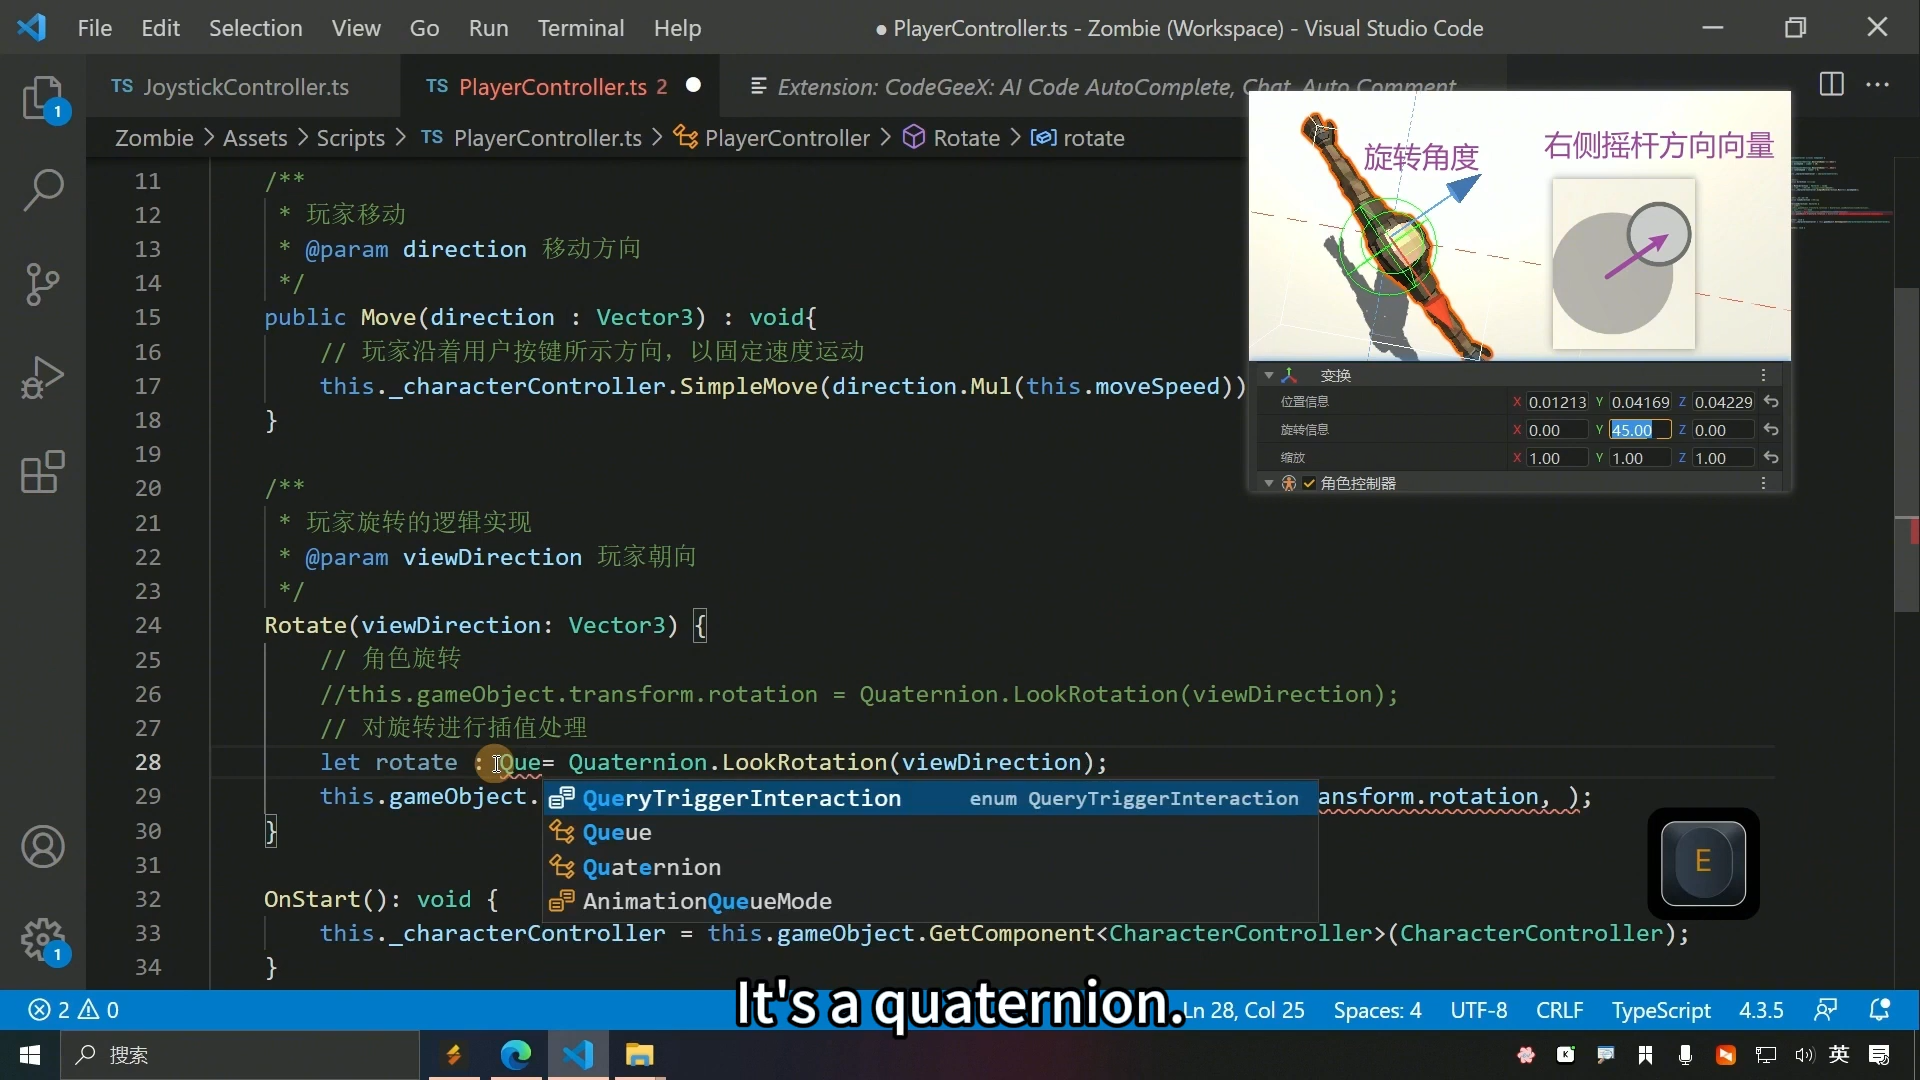 File Edit Selection View Go Run Terminal Help
● PlayerController.ts - Zombie (Workspace) - Visual Studio Code
TS JoystickController.ts
TS PlayerController.ts 2
Extension: CodeGeeX: AI Code AutoComplete, Chat, Auto Comment
Zombie > Assets > Scripts > TS PlayerController.ts > PlayerController > Rotate > rotate
11 /**
12 * 玩家移动
13 * @param direction 移动方向
14 */
15 public Move(direction : Vector3) : void{
16 // 玩家沿着用户按键所示方向，以固定速度运动
17 this._characterController.SimpleMove(direction.Mul(this.moveSpeed))
18 }
19
20 /**
21 * 玩家旋转的逻辑实现
22 * @param viewDirection 玩家朝向
23 */
24 Rotate(viewDirection: Vector3) {
25 // 角色旋转
26 //this.gameObject.transform.rotation = Quaternion.LookRotation(viewDirection);
27 // 对旋转进行插值处理
28 let rotate : Que= Quaternion.LookRotation(viewDirection);
29 this.gameObject. ansform.rotation, );
QueryTriggerInteraction enum QueryTriggerInteraction
Queue
Quaternion
AnimationQueueMode
30 }
31
32 OnStart(): void {
33 this._characterController = this.gameObject.GetComponent<CharacterController>(CharacterController);
34 }
旋转角度
右侧摇杆方向向量
变换
位置信息 X 0.01213 Y 0.04169 Z 0.04229
旋转信息 X 0.00 Y 45.00 Z 0.00
缩放 X 1.00 Y 1.00 Z 1.00
角色控制器
E
1
1
It's a quaternion.
2 0
Ln 28, Col 25 Spaces: 4 UTF-8 CRLF TypeScript 4.3.5
搜索
英